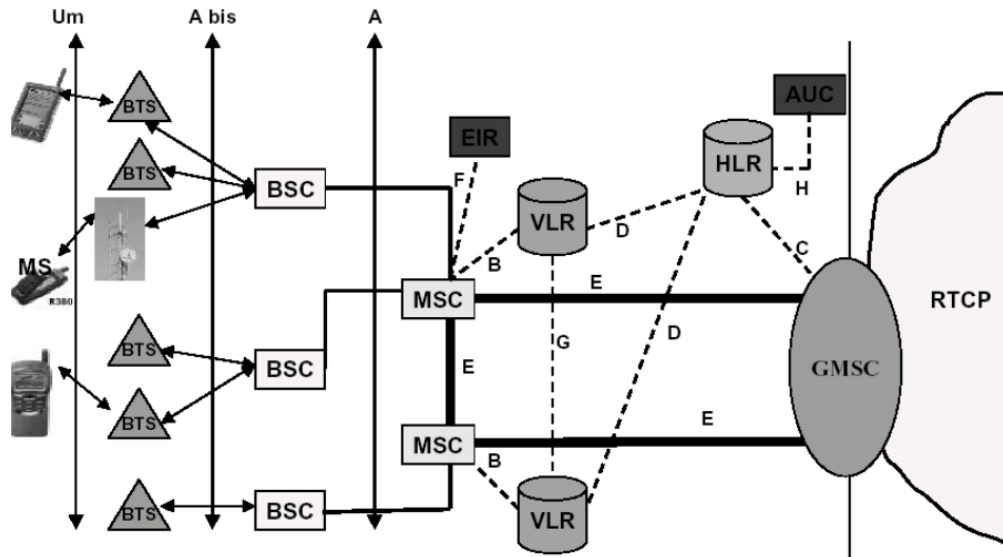 Um
A bis
A
BTS
AUC
EIR
HLR
BTS
F
H
BSC
VLR
D
B
C
MS
R380
MSC
E
RTCP
BTS
G
D
BSC
E
GMSC
BTS
E
MSC
B
BTS
BSC
VLR